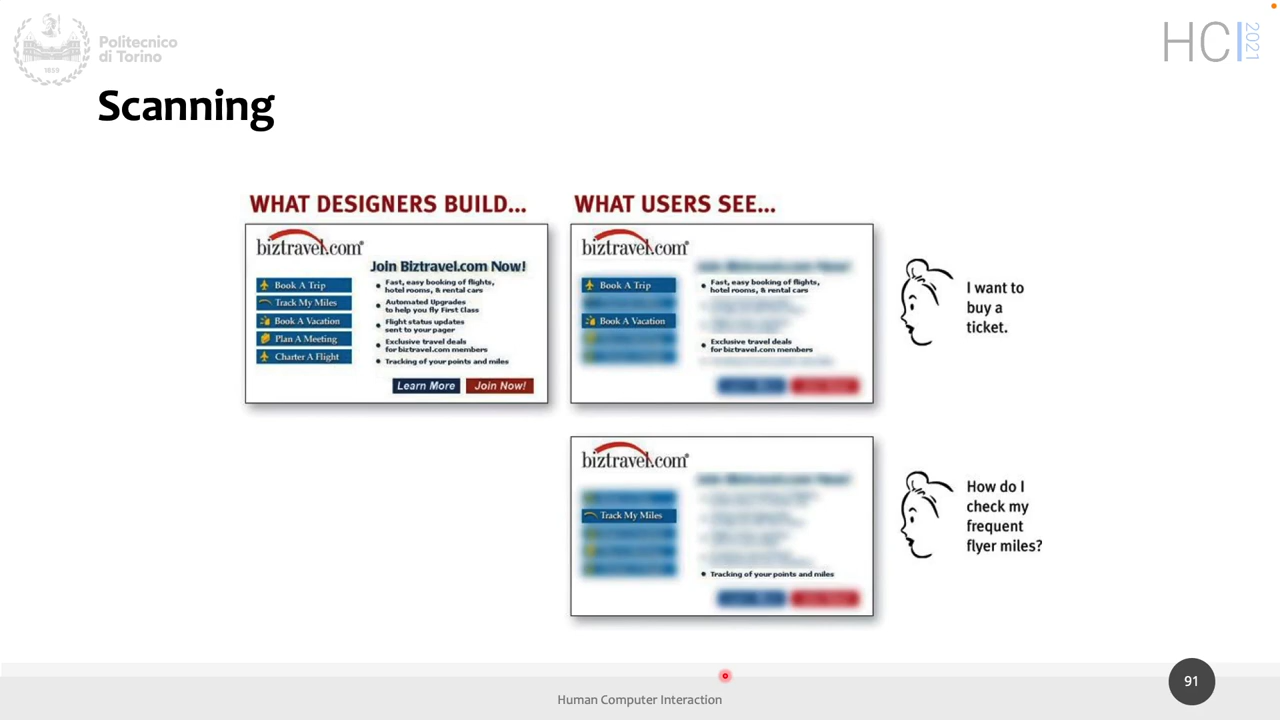 Politecnico
di Torino
1859
HCI
2021
Scanning
WHAT DESIGNERS BUILD...
biztravel.com®
Join Biztravel.com Now!
Book A Trip
Track My Miles
Book A Vacation
Plan A Meeting
Charter A Flight
• Fast, easy booking of flights,
hotel rooms, & rental cars
• Automated Upgrades
to help you fly First Class
• Flight status updates
sent to your pager
• Exclusive travel deals
for biztravel.com members
• Tracking of your points and miles
Learn More
Join Now!
WHAT USERS SEE...
biztravel.com®
Book A Trip
Book A Vacation
• Fast, easy booking of flights,
hotel rooms, & rental cars
• Exclusive travel deals
for biztravel.com members
I want to
buy a
ticket.
biztravel.com®
Track My Miles
• Tracking of your points and miles
How do I
check my
frequent
flyer miles?
Human Computer Interaction
91